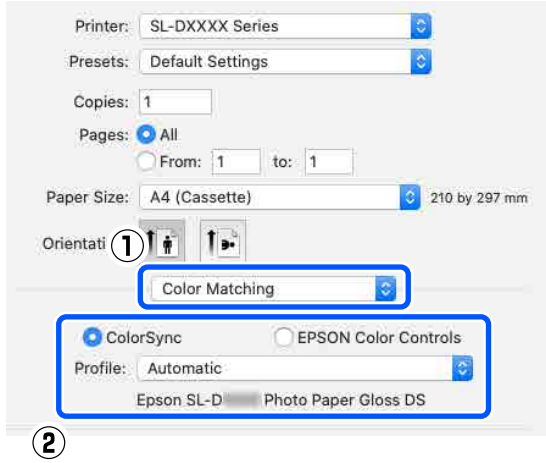 Printer: SL-DXXXX Series
Presets: Default Settings
Copies: 1
Pages: All
From: 1 to: 1
Paper Size: A4 (Cassette) 210 by 297 mm
Orientati
1
Color Matching
ColorSync EPSON Color Controls
Profile: Automatic
Epson SL-D Photo Paper Gloss DS
2